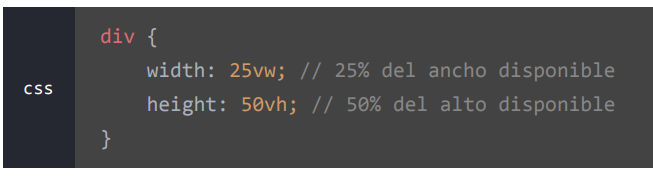 css
div {
width: 25vw; // 25% del ancho disponible
height: 50vh; // 50% del alto disponible
}